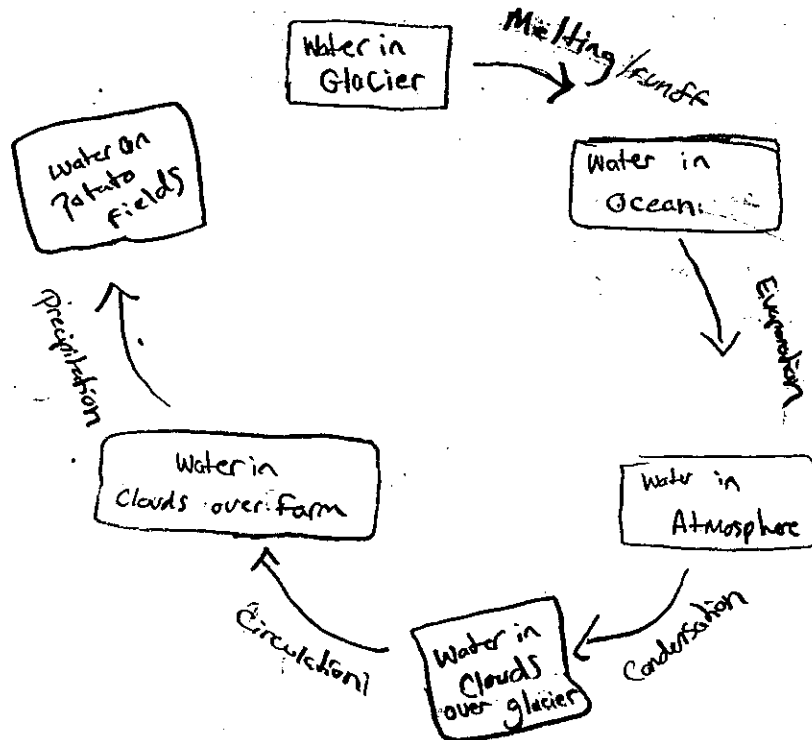 Water in
Glacier
Melting/runoff
Water in
Ocean
Evaporation
Water in
Atmosphere
Condensation
Water in
Clouds
over glacier
Circulation
Water in
Clouds over Farm
Precipitation
Water on
Potato
Fields